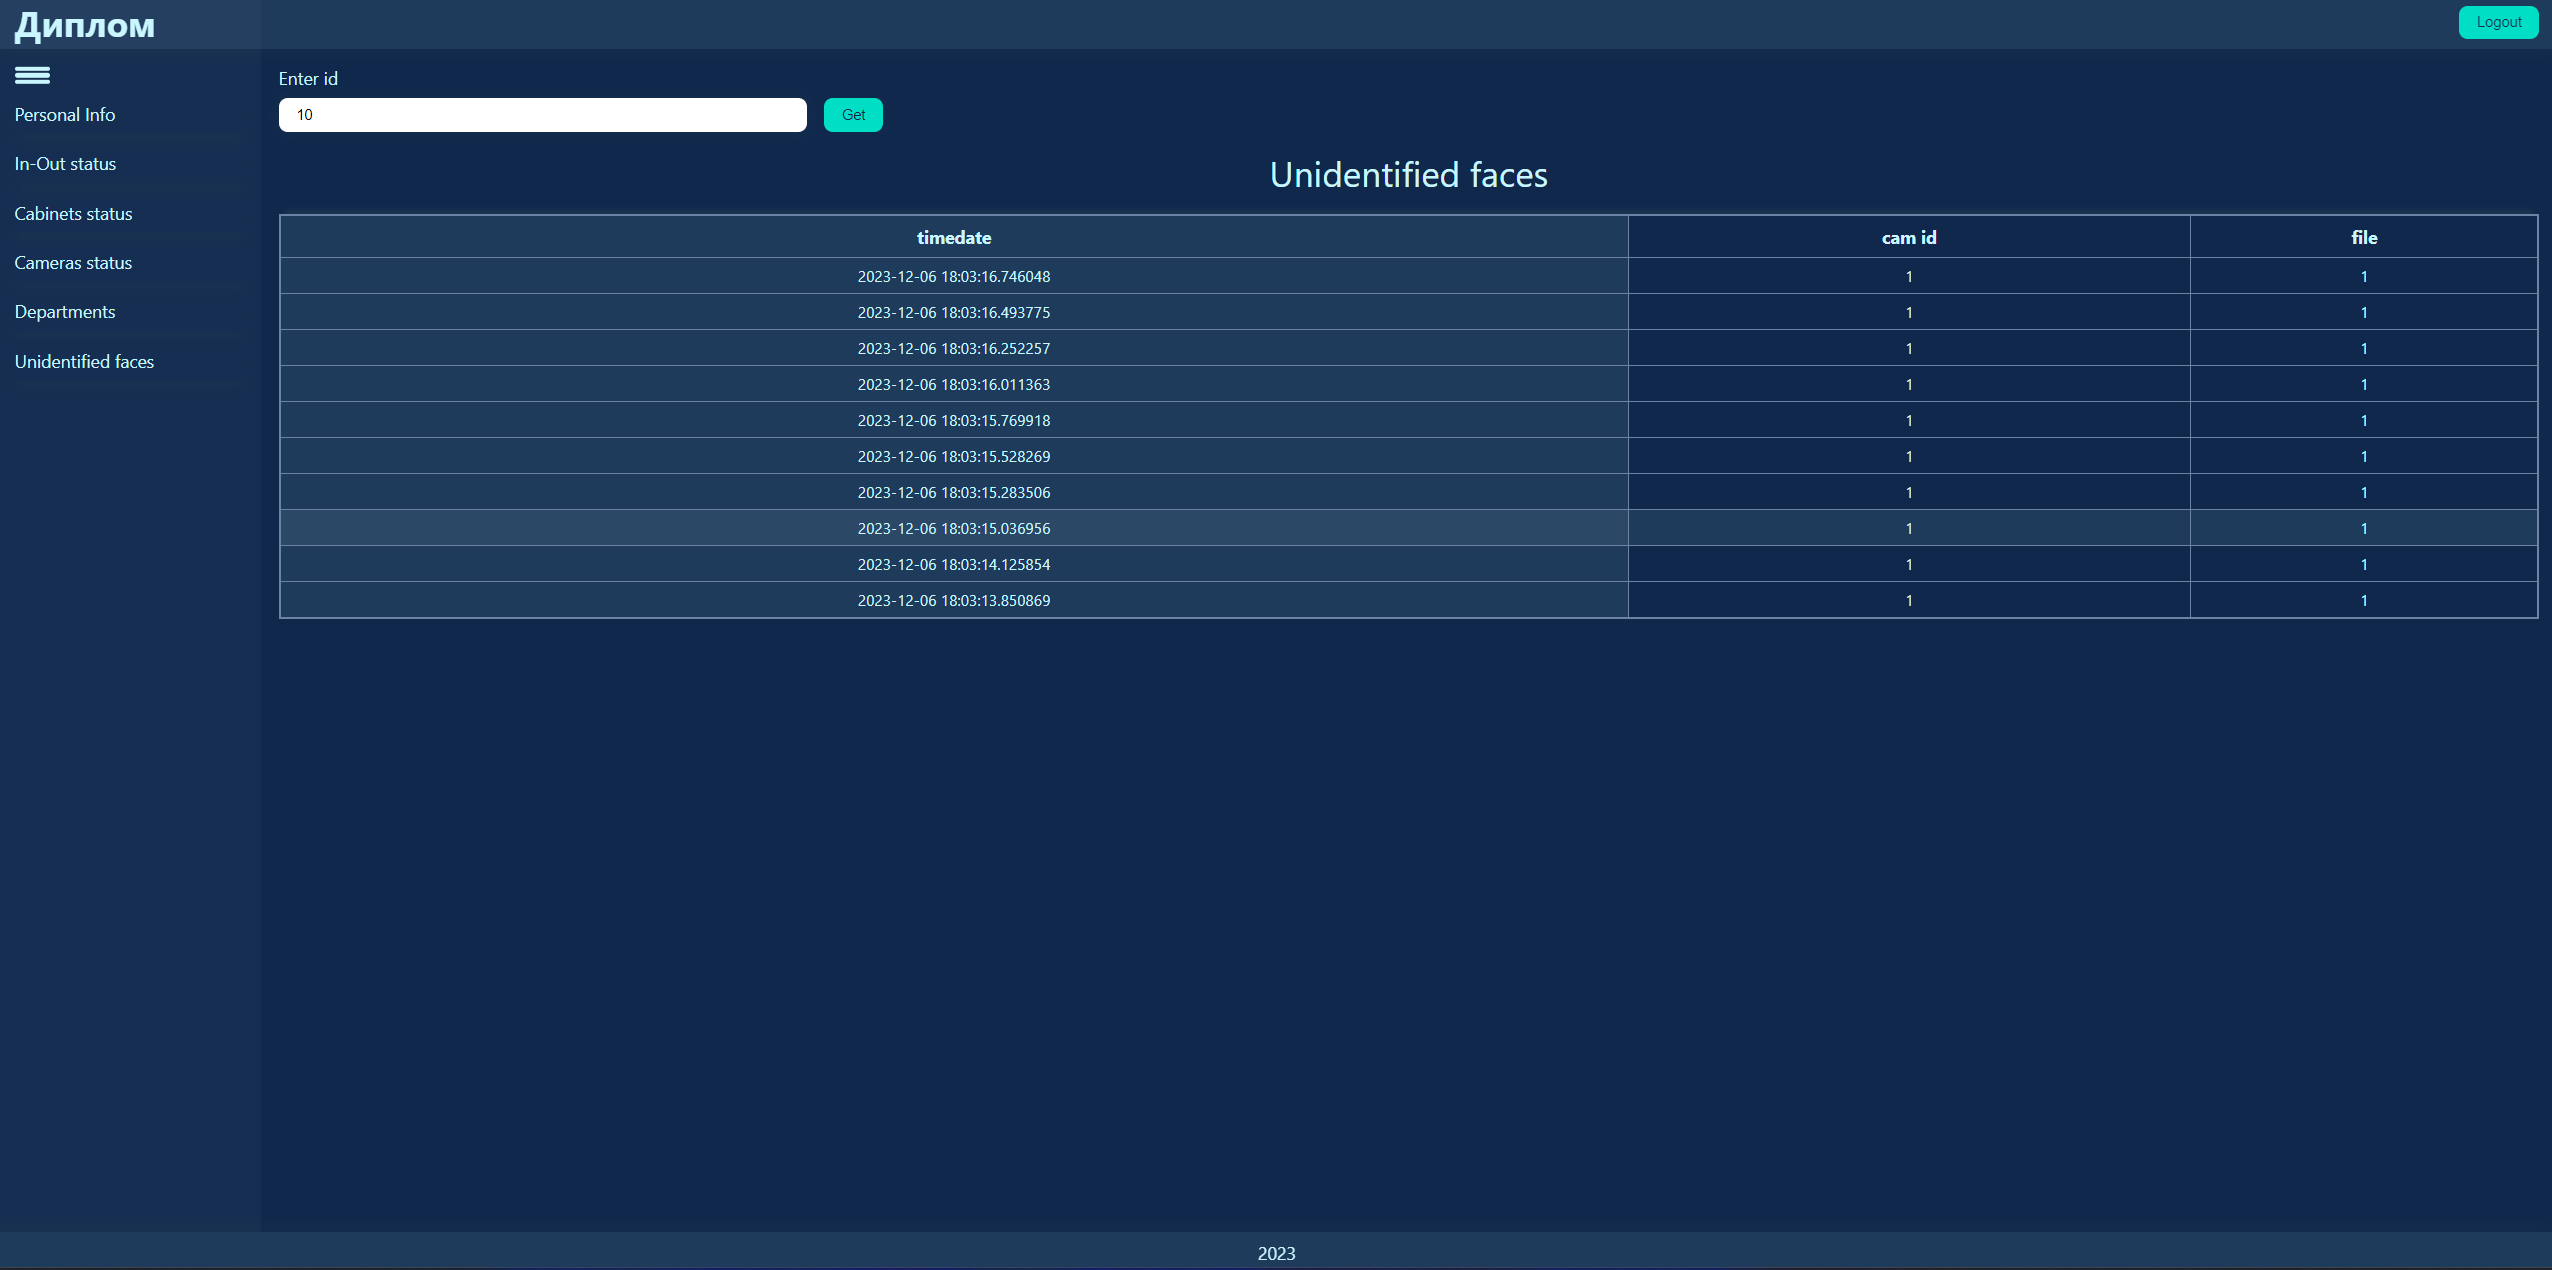 Диплом
Logout
Personal Info
In-Out status
Cabinets status
Cameras status
Departments
Unidentified faces
Enter id
10 Get
Unidentified faces
timedate cam id file
2023-12-06 18:03:16.746048 1 1
2023-12-06 18:03:16.493775 1 1
2023-12-06 18:03:16.252257 1 1
2023-12-06 18:03:16.011363 1 1
2023-12-06 18:03:15.769918 1 1
2023-12-06 18:03:15.528269 1 1
2023-12-06 18:03:15.283506 1 1
2023-12-06 18:03:15.036956 1 1
2023-12-06 18:03:14.125854 1 1
2023-12-06 18:03:13.850869 1 1
2023